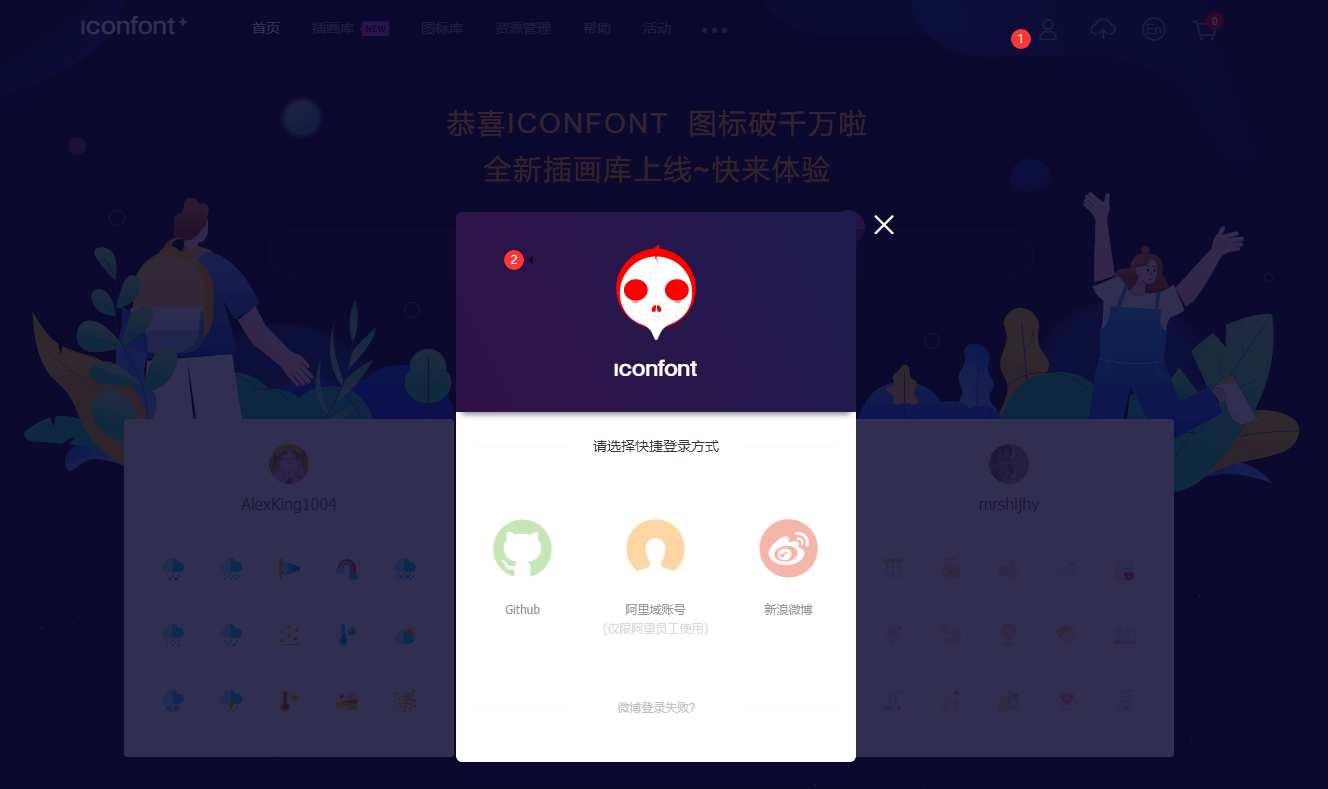 iconfont
首页 插画库 NEW 图标库 资源管理 帮助 活动 1 En 0
恭喜ICONFONT 图标破千万啦
全新插画库上线~快来体验
2
iconfont
请选择快捷登录方式
AlexKing1004
mrshijhy
Github
阿里域账号
(仅限阿里员工使用)
新浪微博
微博登录失败?